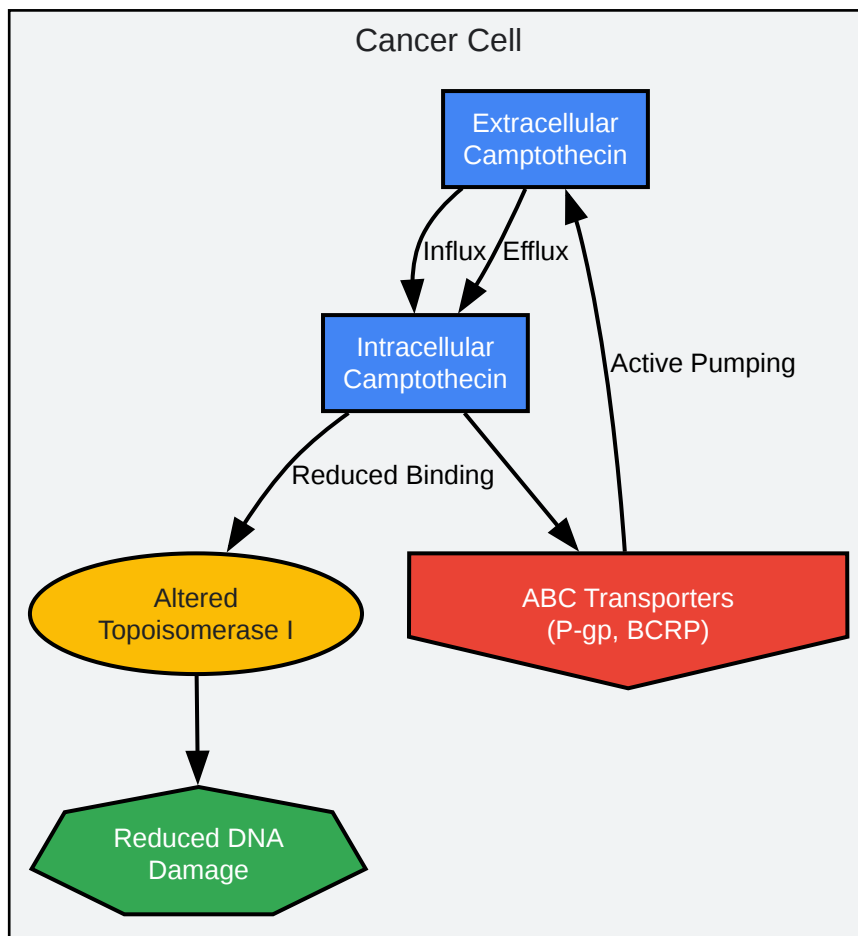 Cancer Cell
Extracellular
Camptothecin
Influx
Efflux
Intracellular
Camptothecin
Active Pumping
Reduced Binding
Altered
Topoisomerase I
ABC Transporters
(P-gp, BCRP)
Reduced DNA
Damage